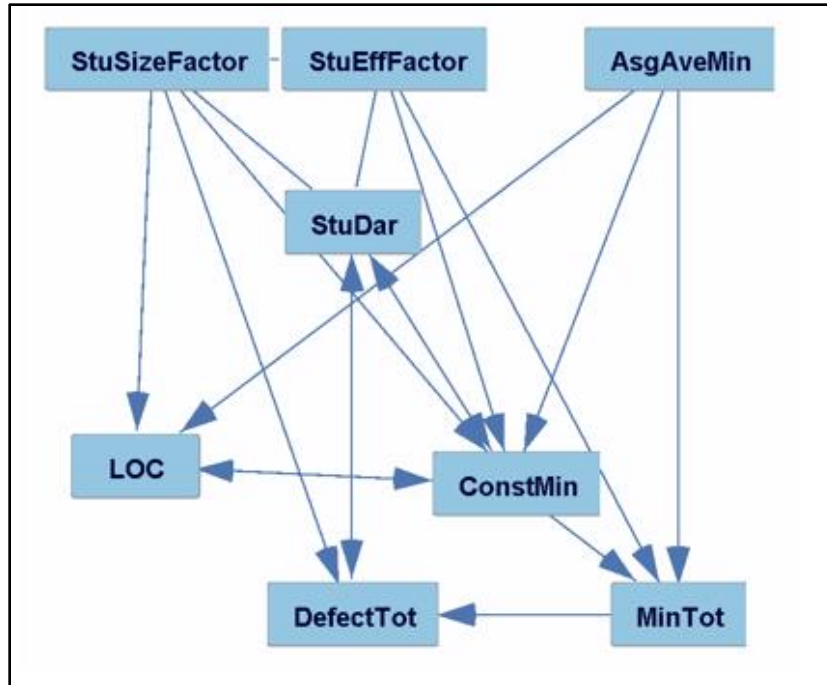 StuSizeFactor
StuEffFactor
AsgAveMin
StuDar
LOC
ConstMin
DefectTot
MinTot